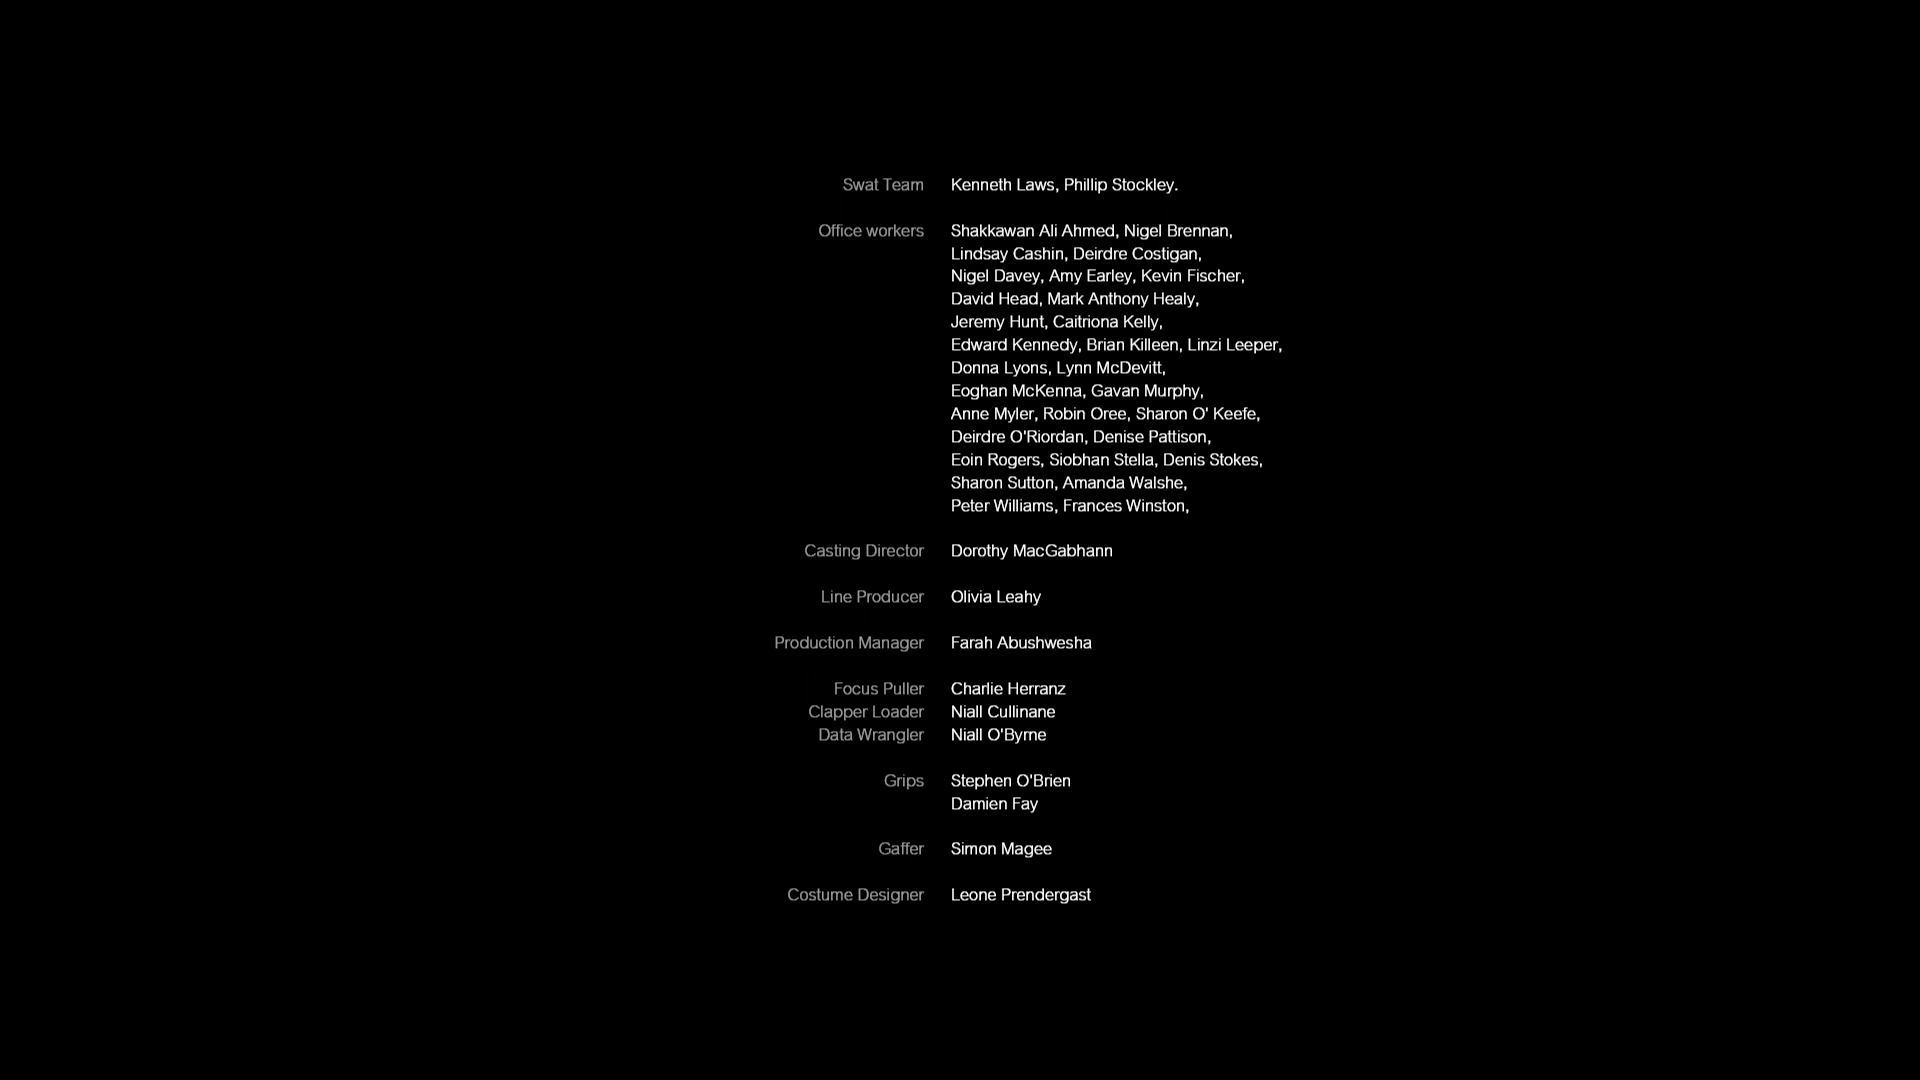 Swat Team Kenneth Laws, Phillip Stockley.
Office workers Shakkawan Ali Ahmed, Nigel Brennan,
Lindsay Cashin, Deirdre Costigan,
Nigel Davey, Amy Earley, Kevin Fischer,
David Head, Mark Anthony Healy,
Jeremy Hunt, Caitriona Kelly,
Edward Kennedy, Brian Killeen, Linzi Leeper,
Donna Lyons, Lynn McDevitt,
Eoghan McKenna, Gavan Murphy,
Anne Myler, Robin Oree, Sharon O' Keefe,
Deirdre O'Riordan, Denise Pattison,
Eoin Rogers, Siobhan Stella, Denis Stokes,
Sharon Sutton, Amanda Walshe,
Peter Williams, Frances Winston,
Casting Director Dorothy MacGabhann
Line Producer Olivia Leahy
Production Manager Farah Abushwesha
Focus Puller Charlie Herranz
Clapper Loader Niall Cullinane
Data Wrangler Niall O'Byrne
Grips Stephen O'Brien
Damien Fay
Gaffer Simon Magee
Costume Designer Leone Prendergast